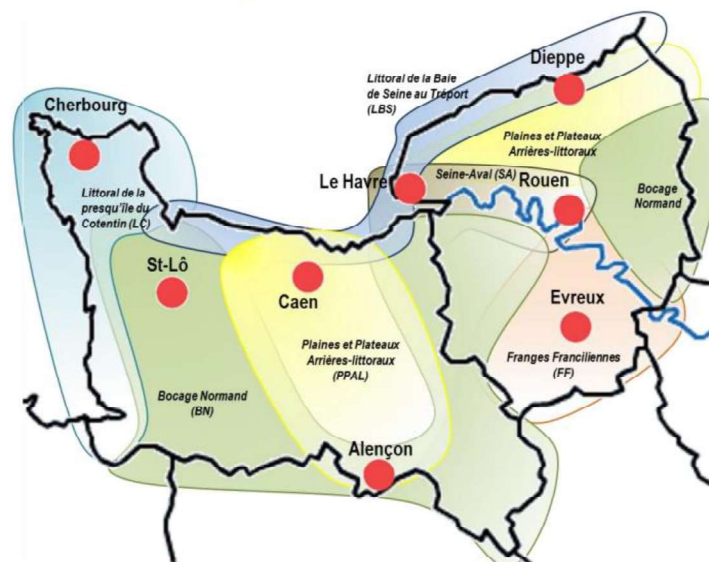 Dieppe
Littoral de la Baie
de Seine au Tréport
(LBS)
Cherbourg
Plaines et Plateaux
Arrières-littoraux
Seine-Aval (SA)
Le Havre
Rouen
Bocage
Normand
Littoral de la
presqu'île du
Cotentin (LC)
St-Lô
Caen
Evreux
Plaines et Plateaux
Arrières-littoraux
(PPAL)
Franges Franciliennes
(FF)
Bocage Normand
(BN)
Alençon